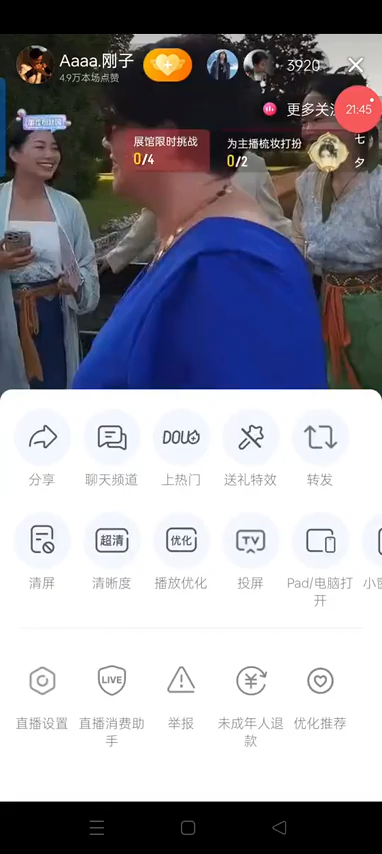 Aaaa.刚子
4.9万本场点赞
3920
更多关注
21:45
展馆限时挑战
0/4
为主播梳妆打扮
0/2
七
夕
分享
聊天频道
DOU+
上热门
送礼特效
转发
清屏
超清
清晰度
优化
播放优化
TV
投屏
Pad/电脑打
开
小窗
直播设置
LIVE
直播消费助
手
举报
未成年人退
款
优化推荐